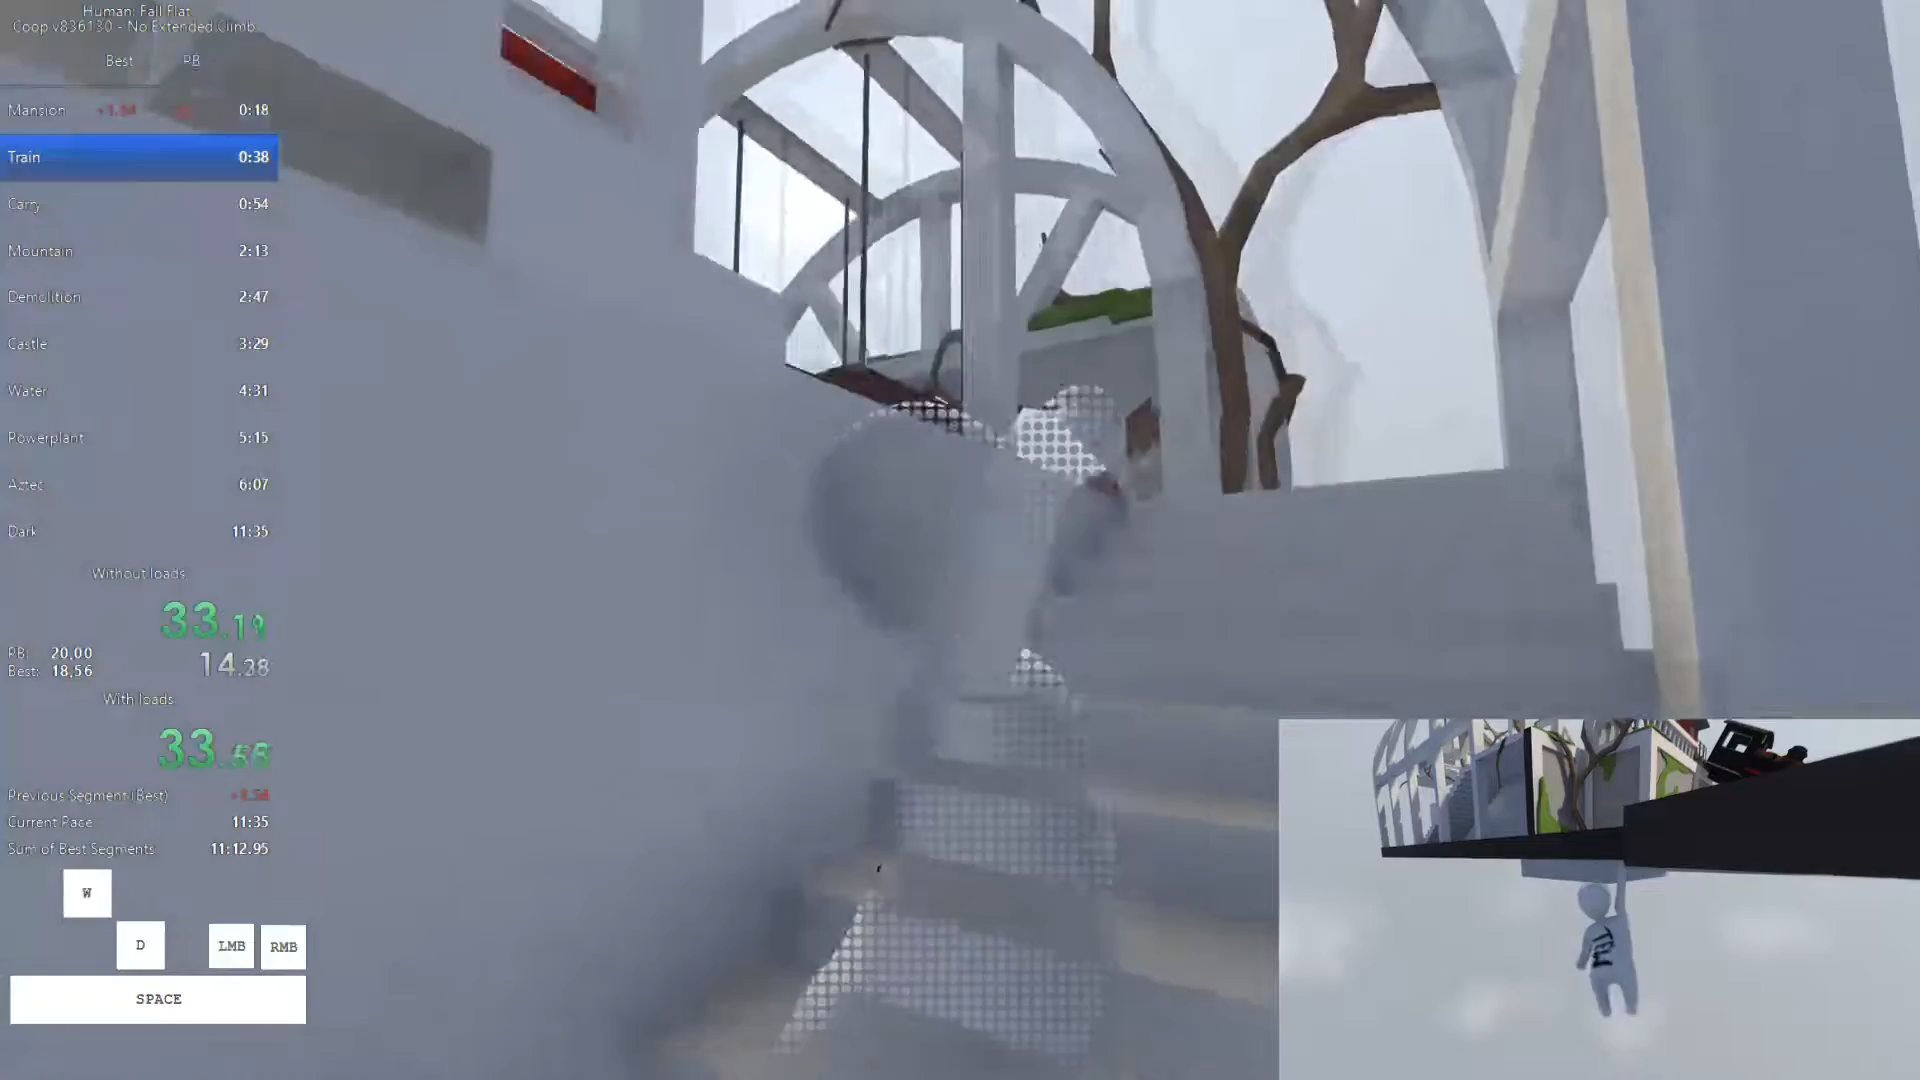 Human: Fall Flat
Coop v836130 - No Extended Climb
Best PB
Mansion 0:18
Train 0:38
Carry 0:54
Mountain 2:13
Demolition 2:47
Castle 3:29
Water 4:31
Powerplant 5:15
Aztec 6:07
Dark 11:35
Without loads
33.19
PB: 20,00
14.28
Best: 18,56
With loads
33.
Previous Segment (Best)
Current Pace 11:35
Sum of Best Segments 11:12.95
W
D LMB RMB
SPACE